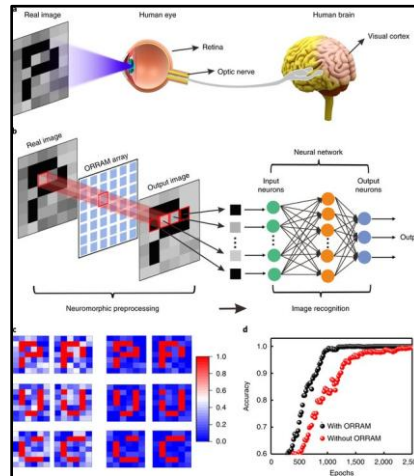 a
Real image
Human eye
Human brain
Retina
Optic nerve
Visual cortex
b
Real image
ORRAM array
Output image
Neural network
Input neurons
Output neurons
Neuromorphic preprocessing
Image recognition
c
1.0
0.8
0.6
0.4
0.2
0.0
d
Accuracy
1.0
0.9
0.8
0.7
0.6
With ORRAM
Without ORRAM
0
500
1,000
1,500
2,000
Epochs